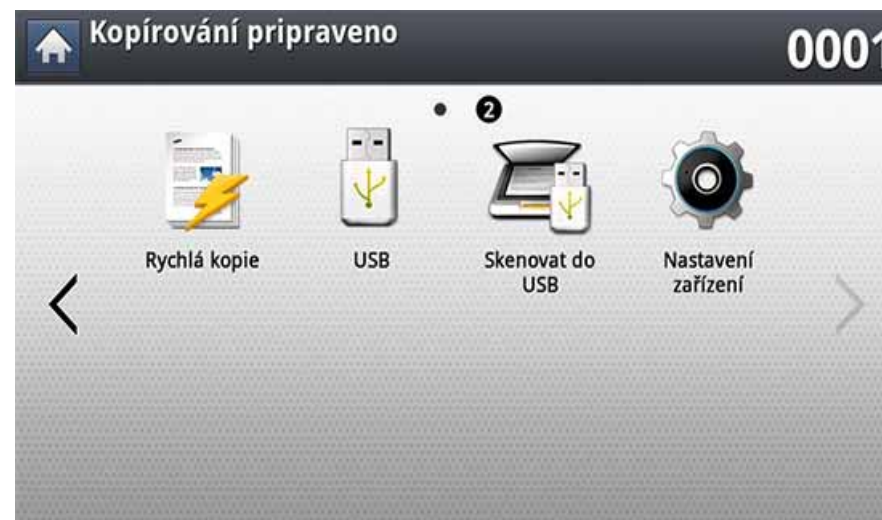 Kopírování pripraveno
0001
2
Rychlá kopie
USB
Skenovat do
USB
Nastavení
zařízení